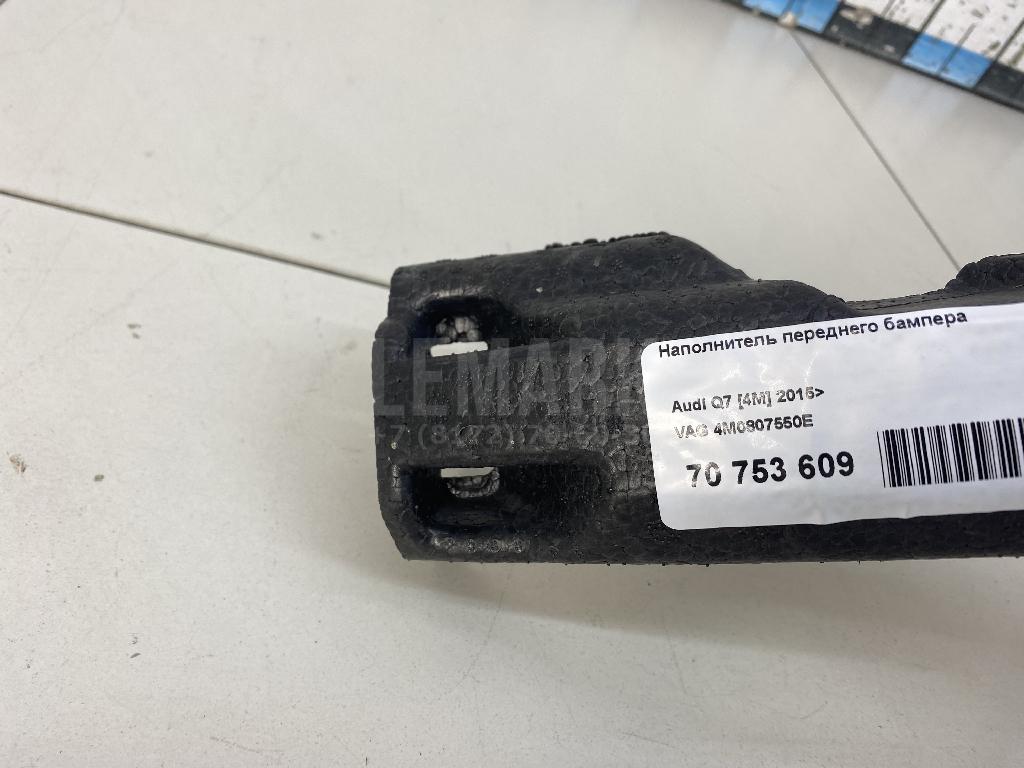 Наполнитель переднего бампера
Audi Q7 [4M] 2015>
VAG 4M0807550E
70 753 609